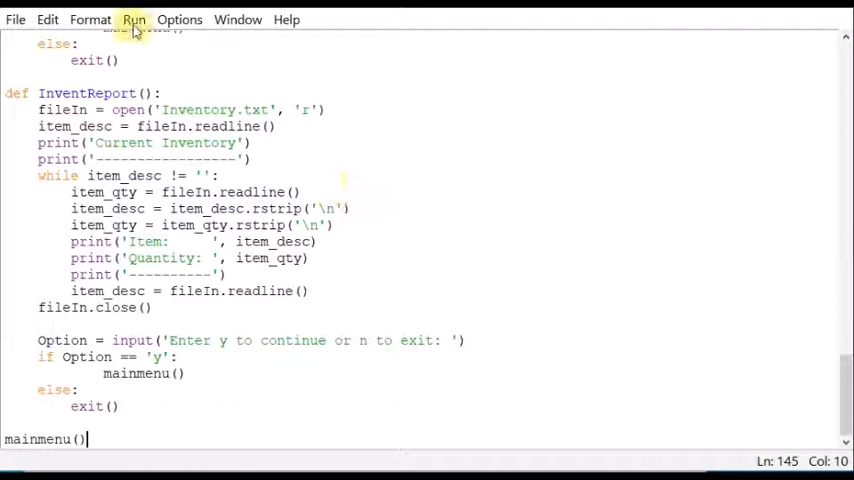 File Edit Format Run Options Window Help
else:
exit()
def InventReport():
fileIn = open('Inventory.txt', 'r')
item_desc = fileIn.readline()
print('Current Inventory')
print('-----------------')
while item_desc != '':
item_qty = fileIn.readline()
item_desc = item_desc.rstrip('\n')
item_qty = item_qty.rstrip('\n')
print('Item:     ', item_desc)
print('Quantity: ', item_qty)
print('----------')
item_desc = fileIn.readline()
fileIn.close()
Option = input('Enter y to continue or n to exit: ')
if Option == 'y':
mainmenu()
else:
exit()
mainmenu()
Ln: 145 Col: 10